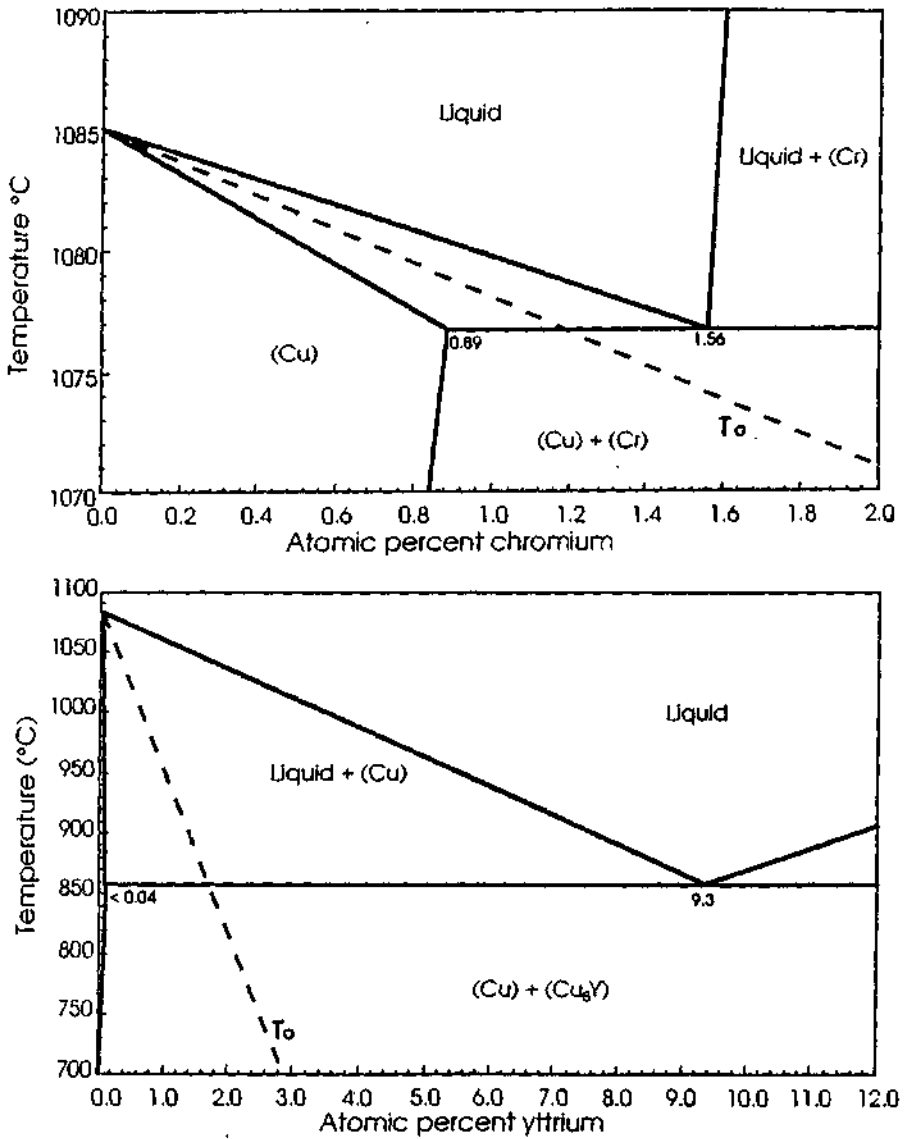 1090
1085
1080
1075
1070
Temperature °C
Liquid
Liquid + (Cr)
(Cu)
0.89
1.56
To
(Cu) + (Cr)
0.0 0.2 0.4 0.6 0.8 1.0 1.2 1.4 1.6 1.8 2.0
Atomic percent chromium
1100
1050
1000
950
900
850
800
750
700
Temperature (°C)
Liquid
Liquid + (Cu)
< 0.04
9.3
(Cu) + (Cu₆Y)
To
0.0 1.0 2.0 3.0 4.0 5.0 6.0 7.0 8.0 9.0 10.0 11.0 12.0
Atomic percent yttrium